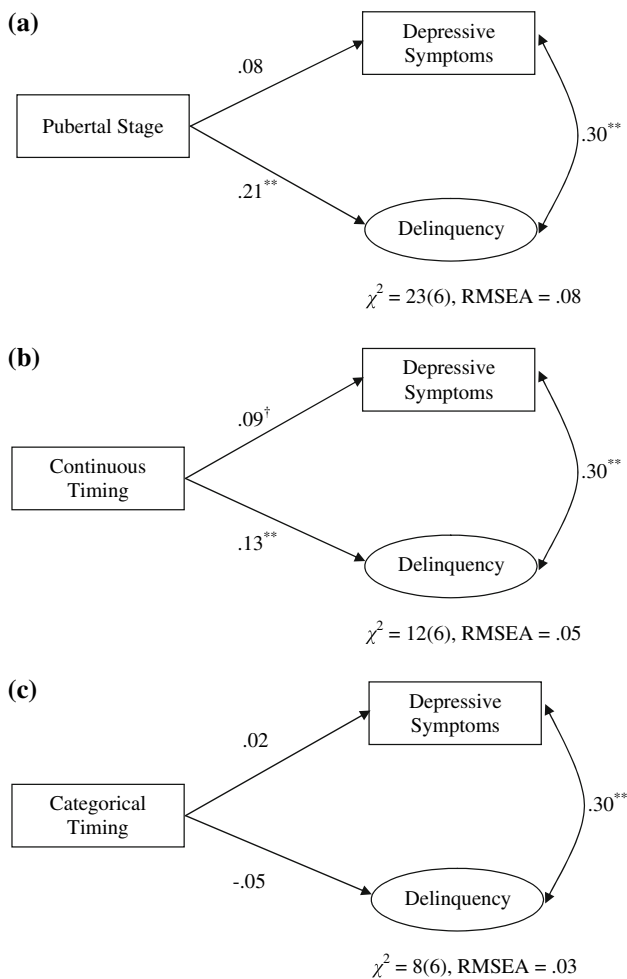 (a)
Depressive
Symptoms
.08
Pubertal Stage
.30**
.21**
Delinquency
χ² = 23(6), RMSEA = .08
(b)
Depressive
Symptoms
.09†
Continuous
Timing
.30**
.13**
Delinquency
χ² = 12(6), RMSEA = .05
(c)
Depressive
Symptoms
.02
Categorical
Timing
.30**
-.05
Delinquency
χ² = 8(6), RMSEA = .03